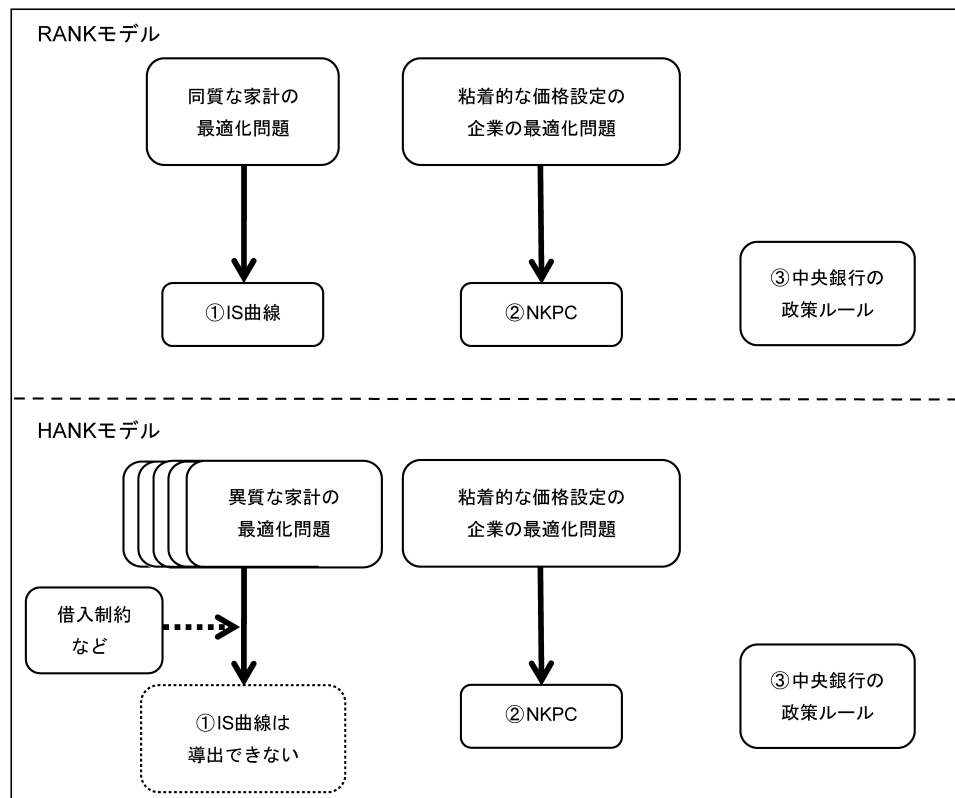 RANKモデル
同質な家計の
最適化問題
粘着的な価格設定の
企業の最適化問題
①IS曲線
②NKPC
③中央銀行の
政策ルール
HANKモデル
異質な家計の
最適化問題
粘着的な価格設定の
企業の最適化問題
借入制約
など
①IS曲線は
導出できない
②NKPC
③中央銀行の
政策ルール